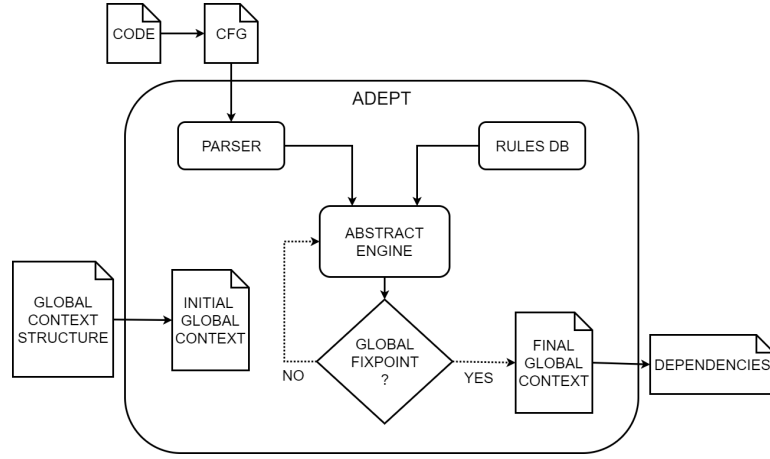 CODE
CFG
ADEPT
PARSER
RULES DB
ABSTRACT
ENGINE
GLOBAL
CONTEXT
STRUCTURE
INITIAL
GLOBAL
CONTEXT
GLOBAL
FIXPOINT
?
NO
YES
FINAL
GLOBAL
CONTEXT
DEPENDENCIES